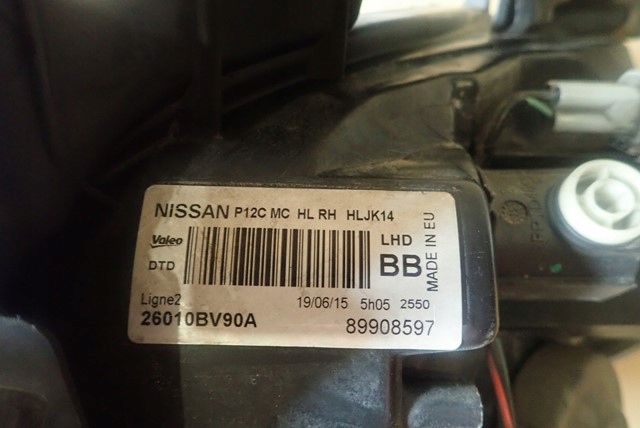 NISSAN P12C MC HL RH HLJK14
Valeo
DTD
LHD
BB
MADE IN EU
Ligne2 19/06/15 5h05 2550
26010BV90A 89908597